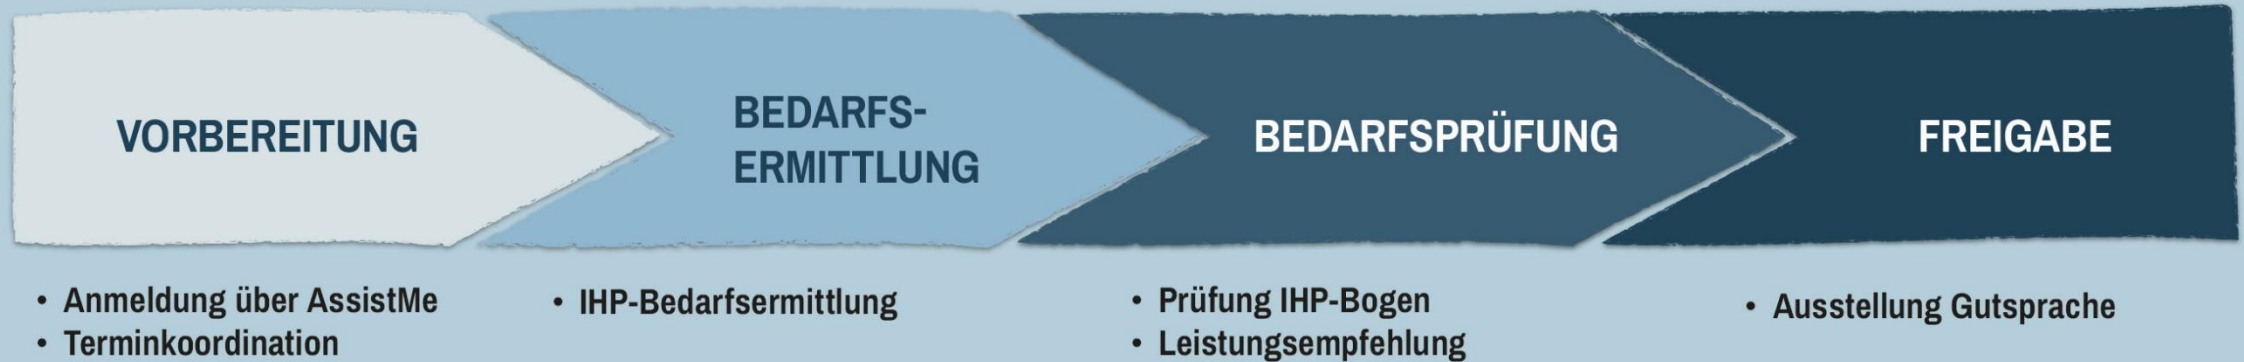 VORBEREITUNG
BEDARFS-
ERMITTLUNG
BEDARFSPRÜFUNG
FREIGABE
• Anmeldung über AssistMe
• Terminkoordination
• IHP-Bedarfsermittlung
• Prüfung IHP-Bogen
• Leistungsempfehlung
• Ausstellung Gutsprache